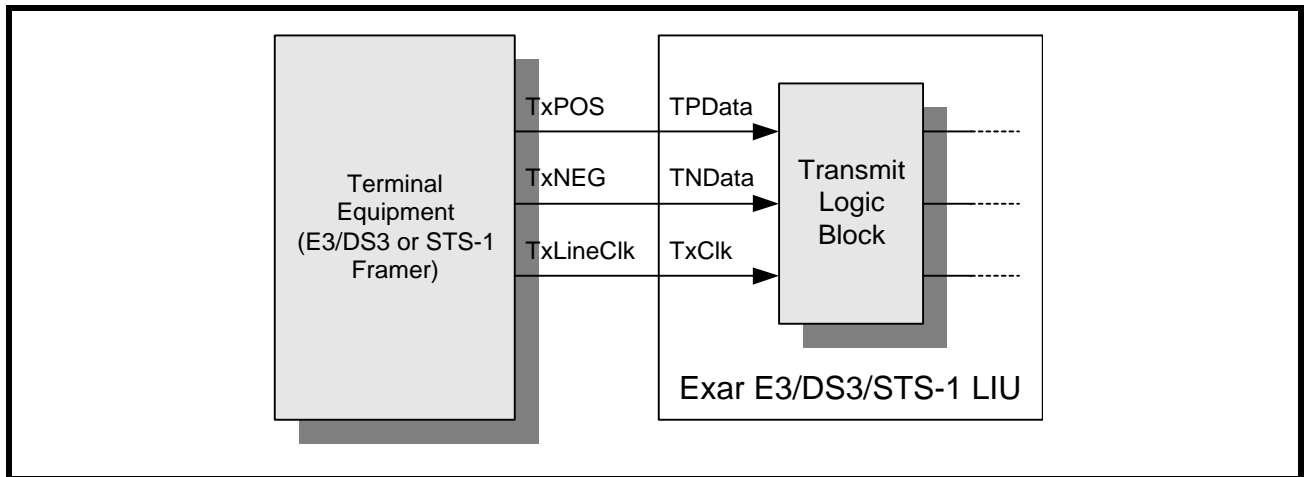 TxPOS
TPData
TxNEG
TNData
TxLineClk
TxClk
Terminal
Equipment
(E3/DS3 or STS-1
Framer)
Transmit
Logic
Block
Exar E3/DS3/STS-1 LIU